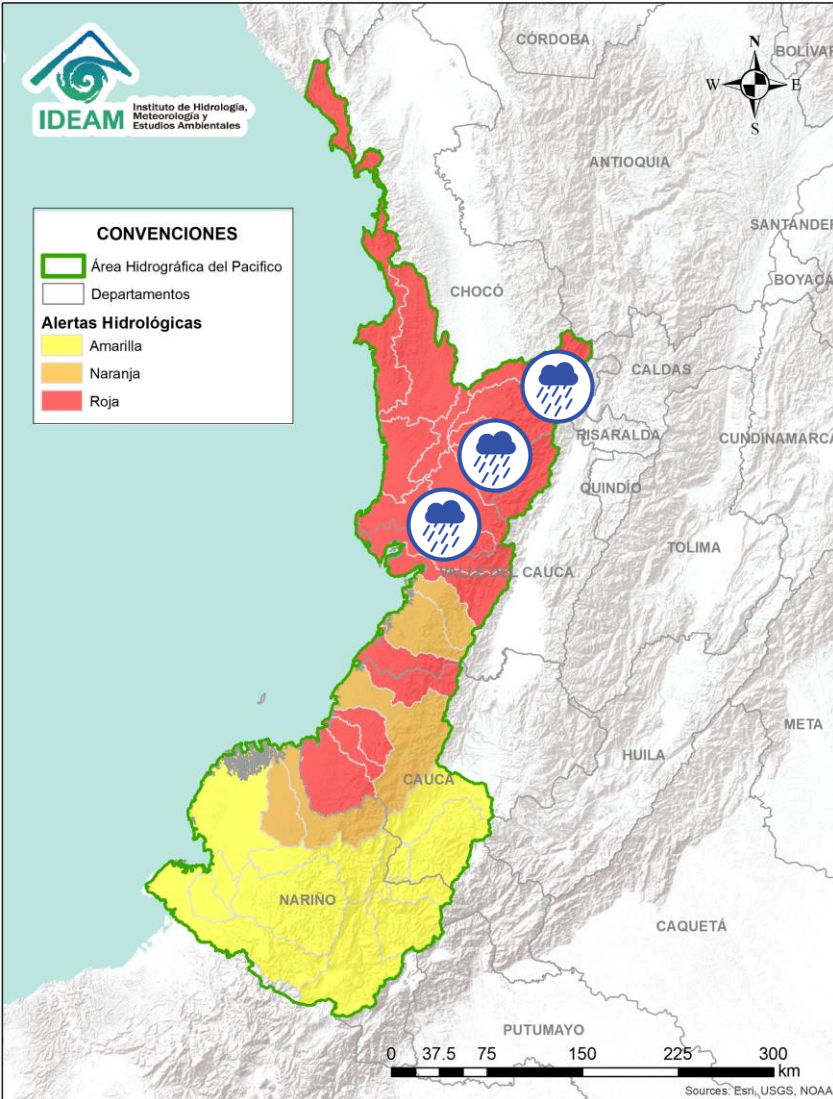 IDEAM
Instituto de Hidrología,
Meteorología y
Estudios Ambientales
CÓRDOBA
BOLÍVAR
N
W
E
S
ANTIOQUIA
SANTANDER
CONVENCIONES
Área Hidrográfica del Pacifico
Departamentos
Alertas Hidrológicas
Amarilla
Naranja
Roja
BOYACÁ
CHOCÓ
CALDAS
RISARALDA
CUNDINAMARCA
QUINDÍO
TOLIMA
VALLE DEL CAUCA
META
HUILA
CAUCA
NARIÑO
CAQUETÁ
PUTUMAYO
0 37.5 75 150 225 300
km
Sources: Esri, USGS, NOAA